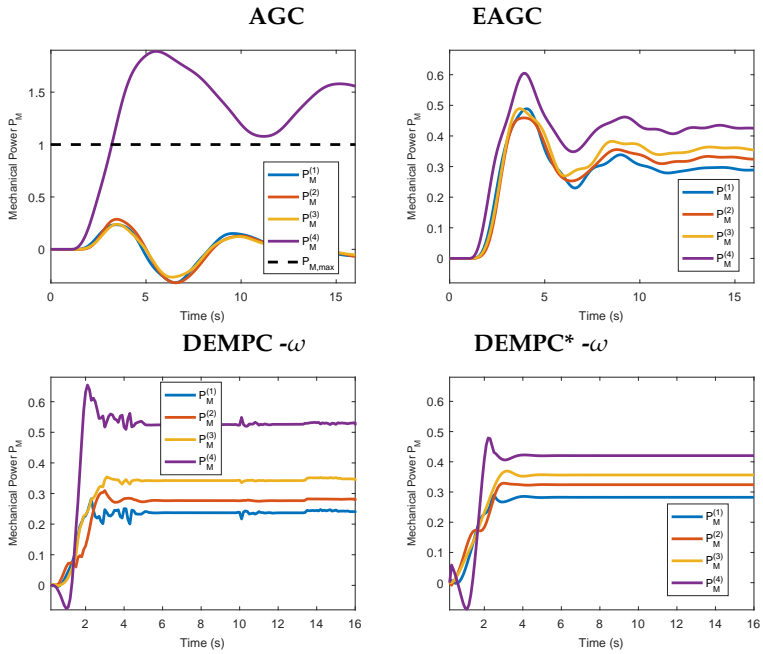 AGC
EAGC
Mechanical Power P_M
1.5
1
0.5
0
P_M^(1)
P_M^(2)
P_M^(3)
P_M^(4)
P_M,max
0 5 10 15
Time (s)
Mechanical Power P_M
0.6
0.5
0.4
0.3
0.2
0.1
0
P_M^(1)
P_M^(2)
P_M^(3)
P_M^(4)
0 5 10 15
Time (s)
DEMPC -ω
DEMPC* -ω
Mechanical Power P_M
0.6
0.5
0.4
0.3
0.2
0.1
0
P_M^(1)
P_M^(2)
P_M^(3)
P_M^(4)
2 4 6 8 10 12 14 16
Time (s)
Mechanical Power P_M
0.6
0.5
0.4
0.3
0.2
0.1
0
P_M^(1)
P_M^(2)
P_M^(3)
P_M^(4)
2 4 6 8 10 12 14 16
Time (s)